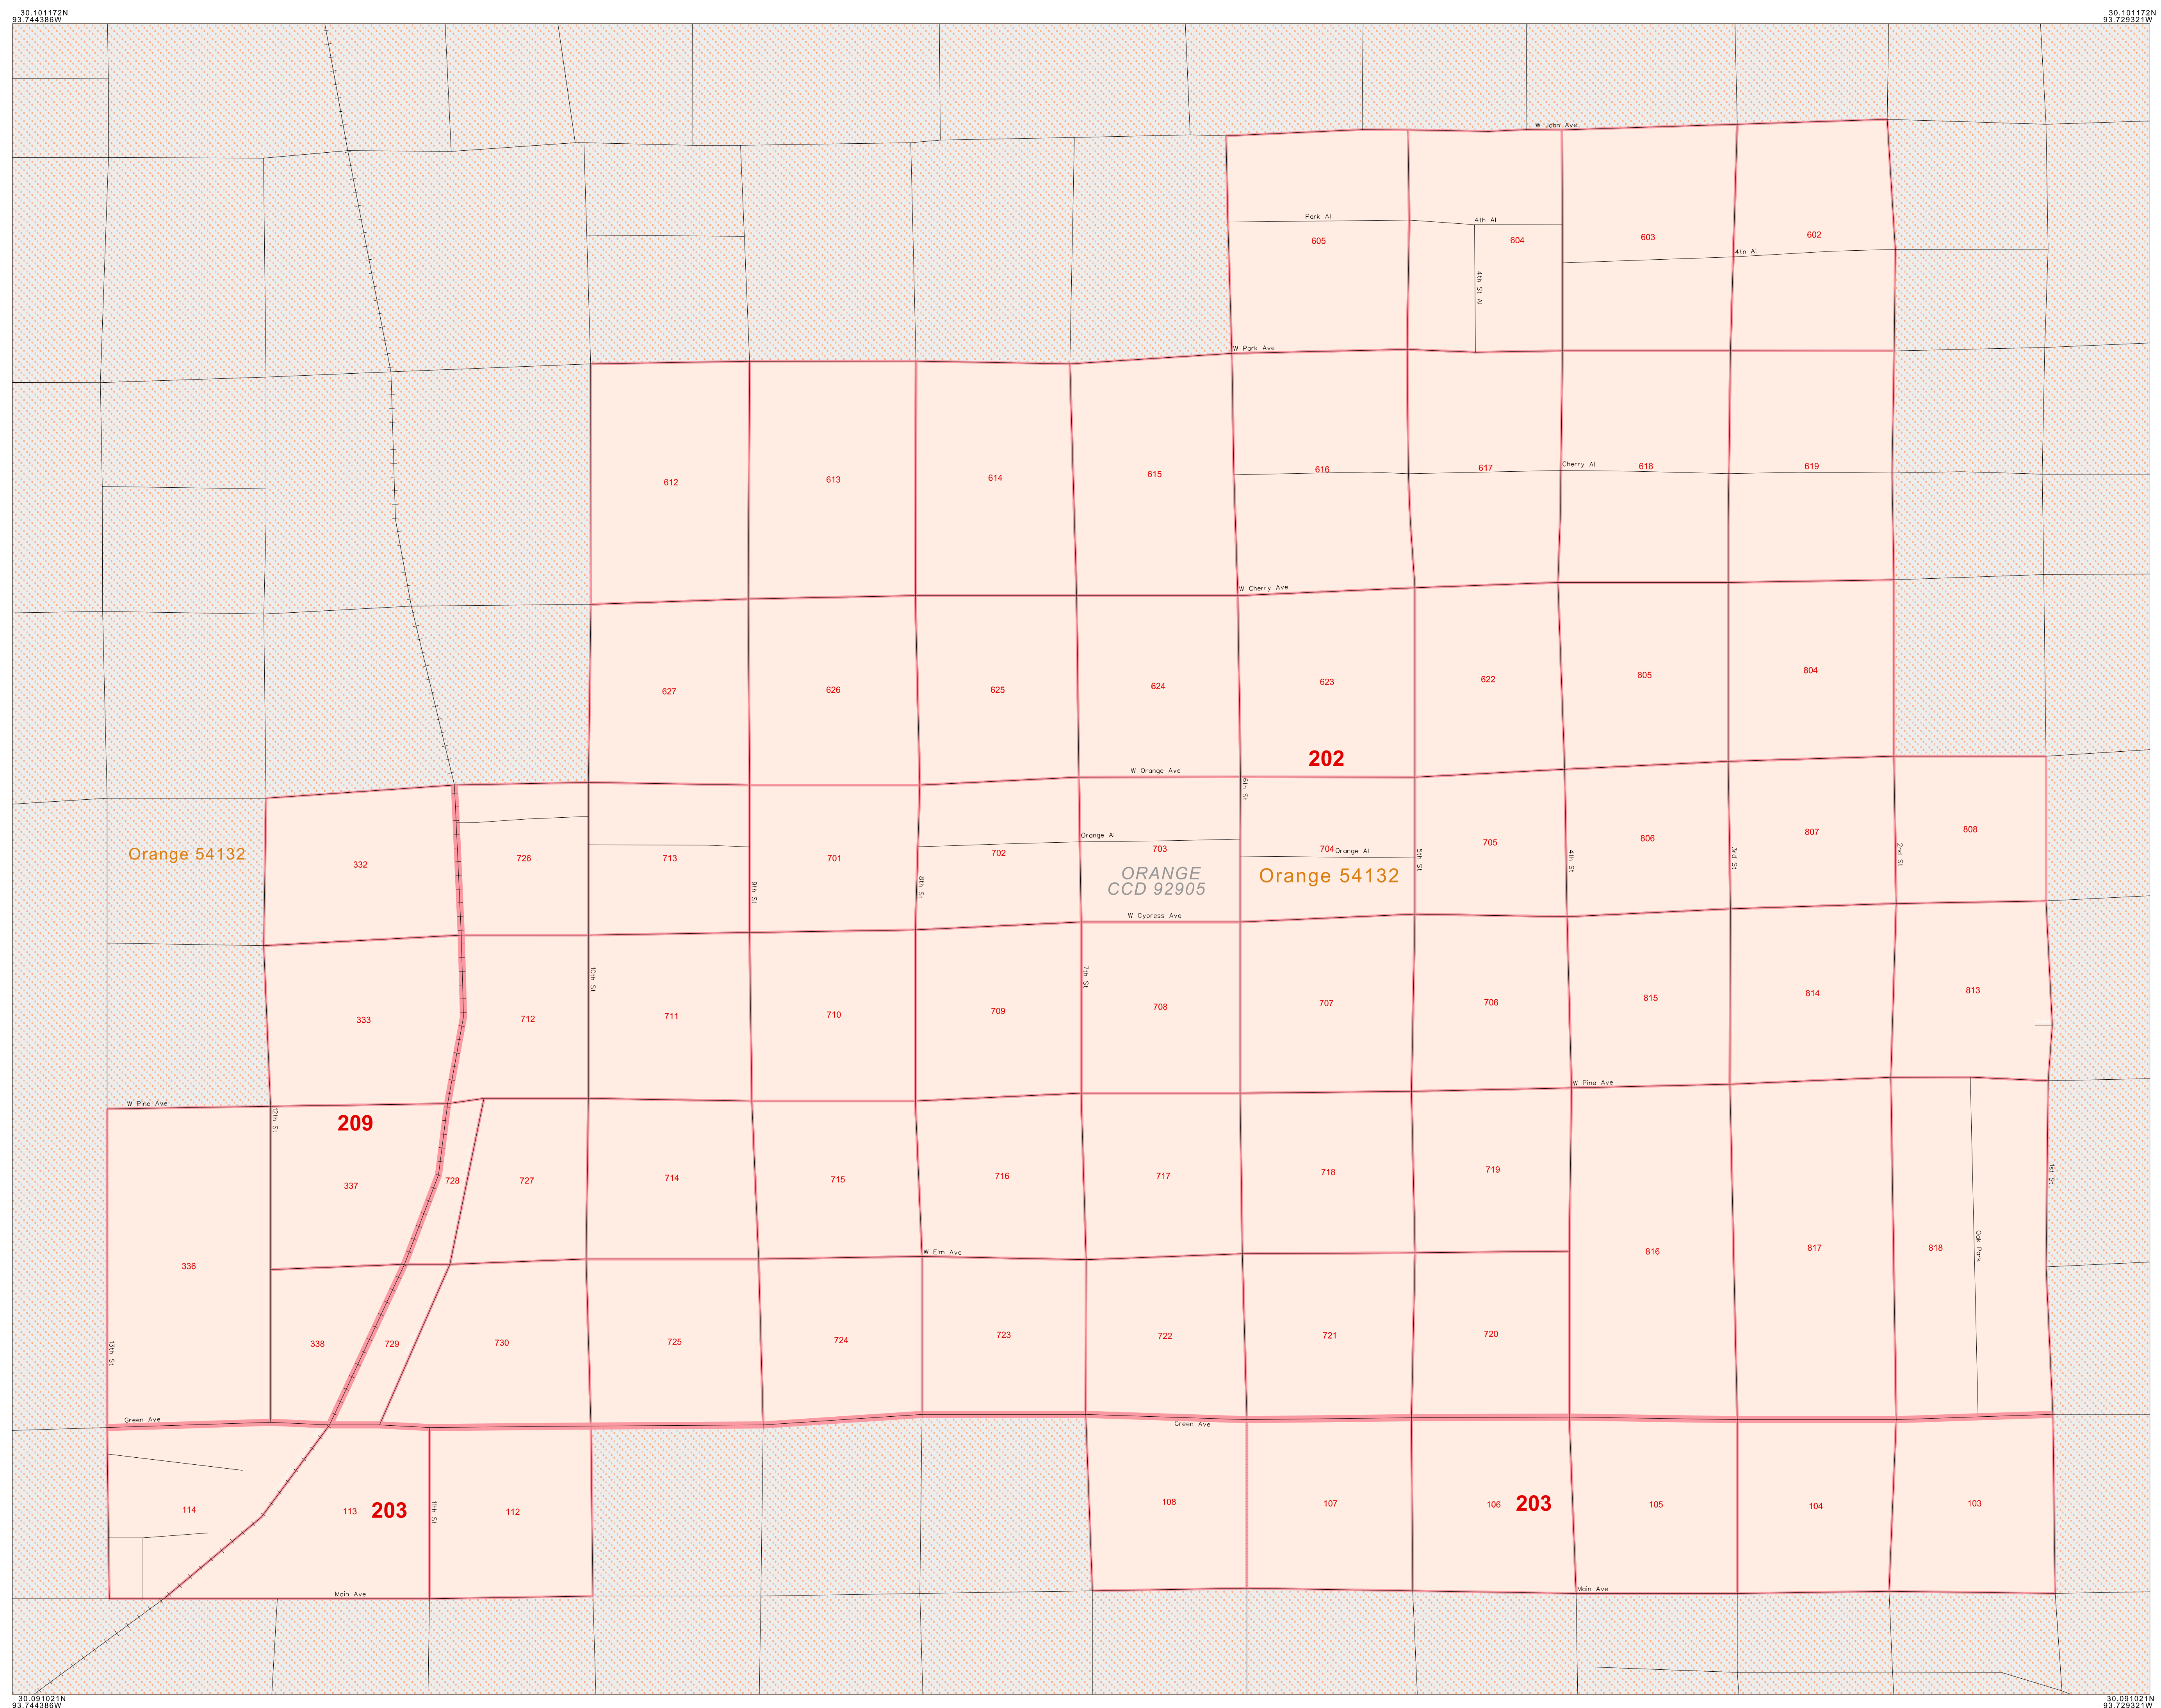 30.101172N
93.744386W
30.101172N
93.729321W
W John Ave
Park Al
4th Al
605
604
603
602
4th Al
4th St Al
W Park Ave
612
613
614
615
616
617
Cherry Al
618
619
W Cherry Ave
627
626
625
624
623
622
805
804
202
W Orange Ave
6th St
Orange 54132
332
726
713
701
702
Orange Al
703
704
Orange Al
705
806
807
808
ORANGE
CCD 92905
Orange 54132
9th St
8th St
5th St
4th St
3rd St
2nd St
W Cypress Ave
333
712
10th St
711
710
709
7th St
708
707
706
815
814
813
W Pine Ave
W Pine Ave
12th St
209
337
728
727
714
715
716
717
718
719
1st St
336
W Elm Ave
816
817
818
Oak Park
13th St
338
729
730
725
724
723
722
721
720
Green Ave
Green Ave
114
113
203
11th St
112
108
107
106
203
105
104
103
Main Ave
Main Ave
30.091021N
93.744386W
30.091021N
93.729321W